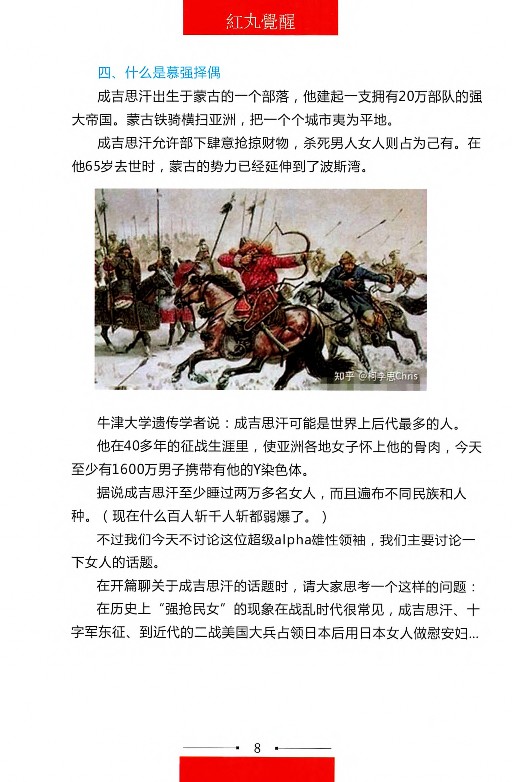 紅丸覺醒
四、什么是慕强择偶
成吉思汗出生于蒙古的一个部落，他建起一支拥有20万部队的强
大帝国。蒙古铁骑横扫亚洲，把一个个城市夷为平地。
成吉思汗允许部下肆意抢掠财物，杀死男人女人则占为己有。在
他65岁去世时，蒙古的势力已经延伸到了波斯湾。
知乎 @柯李思Chris
牛津大学遗传学者说：成吉思汗可能是世界上后代最多的人。
他在40多年的征战生涯里，使亚洲各地女子怀上他的骨肉，今天
至少有1600万男子携带有他的Y染色体。
据说成吉思汗至少睡过两万多名女人，而且遍布不同民族和人
种。（现在什么百人斩千人斩都弱爆了。）
不过我们今天不讨论这位超级alpha雄性领袖，我们主要讨论一
下女人的话题。
在开篇聊关于成吉思汗的话题时，请大家思考一个这样的问题：
在历史上“强抢民女”的现象在战乱时代很常见，成吉思汗、十
字军东征、到近代的二战美国大兵占领日本后用日本女人做慰安妇...
8